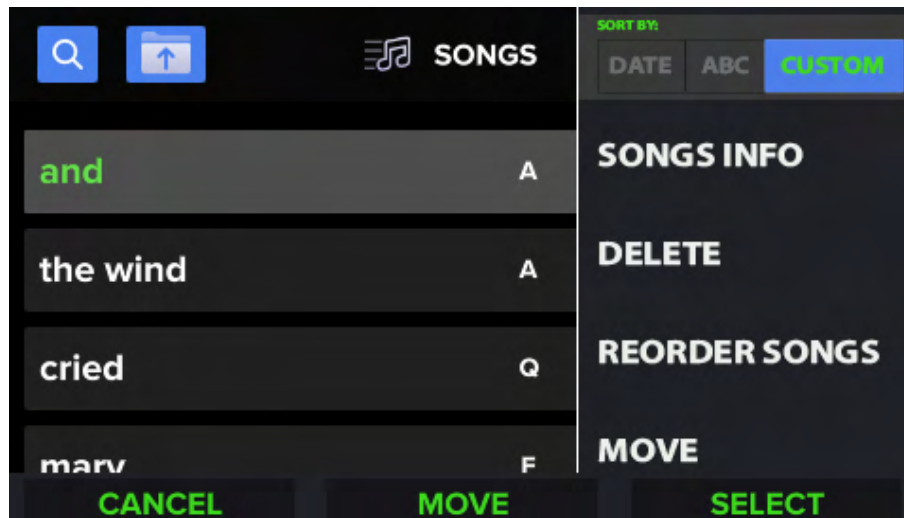 SONGS
and A
the wind A
cried Q
mary F
SORT BY:
DATE ABC CUSTOM
SONGS INFO
DELETE
REORDER SONGS
MOVE
CANCEL MOVE SELECT